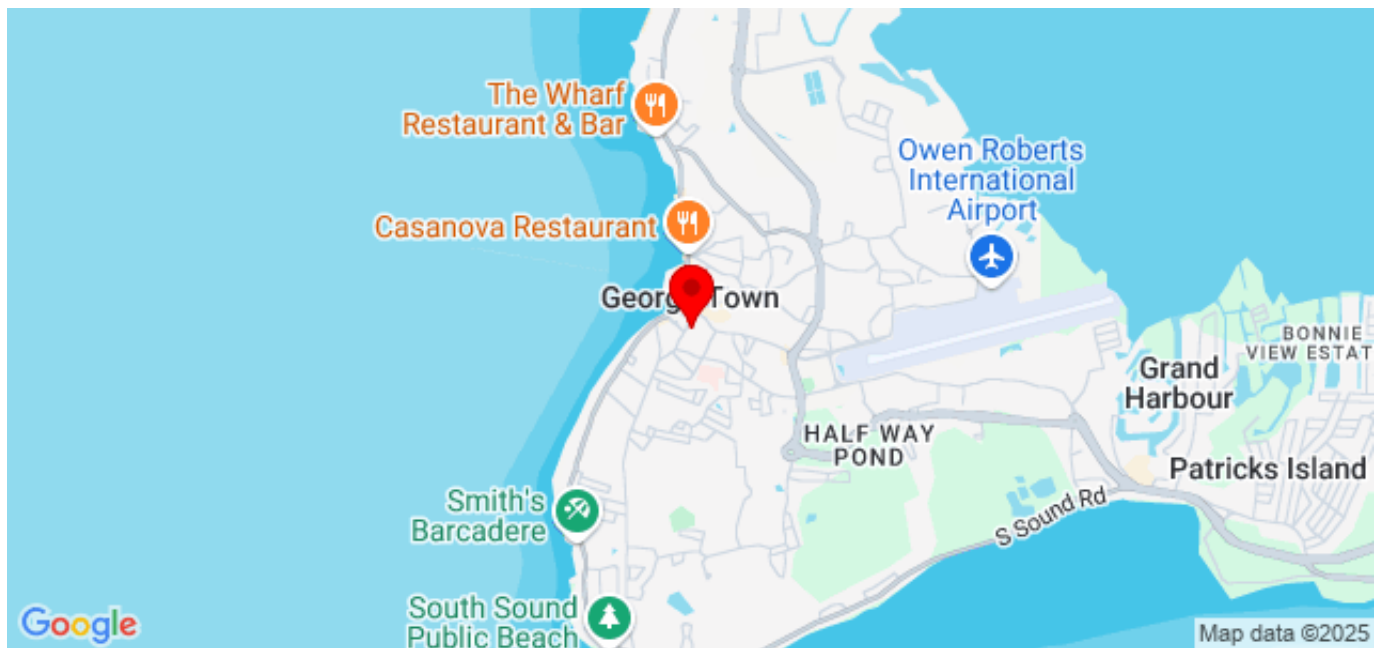 The Wharf
Restaurant & Bar
Owen Roberts
International
Airport
Casanova Restaurant
George Town
BONNIE
VIEW ESTAT
Grand
Harbour
HALF WAY
POND
Patricks Island
Smith's
Barcadere
S Sound Rd
South Sound
Public Beach
Google
Map data ©2025